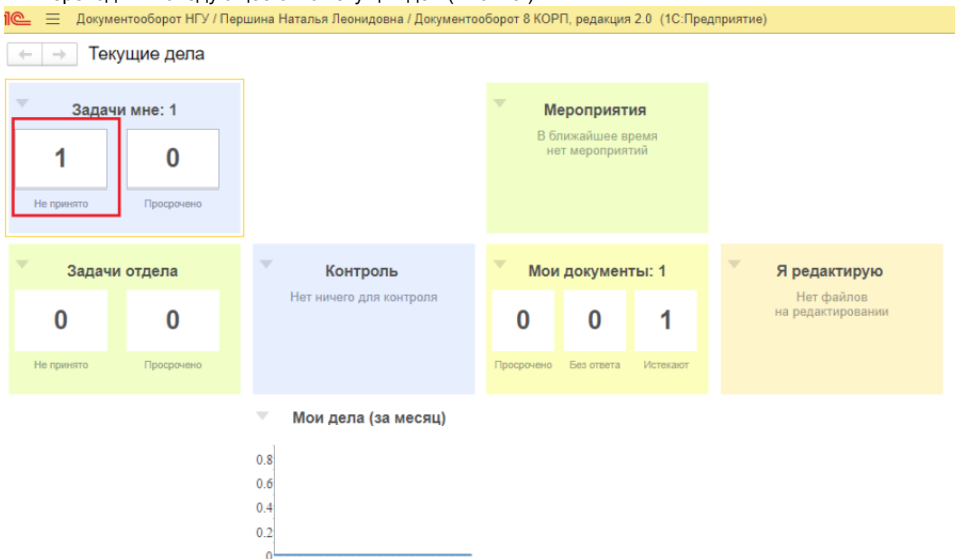 Документооборот НГУ / Першина Наталья Леонидовна / Документооборот 8 КОРП, редакция 2.0 (1С:Предприятие)
Текущие дела
Задачи мне: 1
1 0
Не принято Просрочено
Мероприятия
В ближайшее время
нет мероприятий
Задачи отдела
0 0
Не принято Просрочено
Контроль
Нет ничего для контроля
Мои документы: 1
0 0 1
Просрочено Без ответа Истекают
Я редактирую
Нет файлов
на редактировании
Мои дела (за месяц)
0.8
0.6
0.4
0.2
0